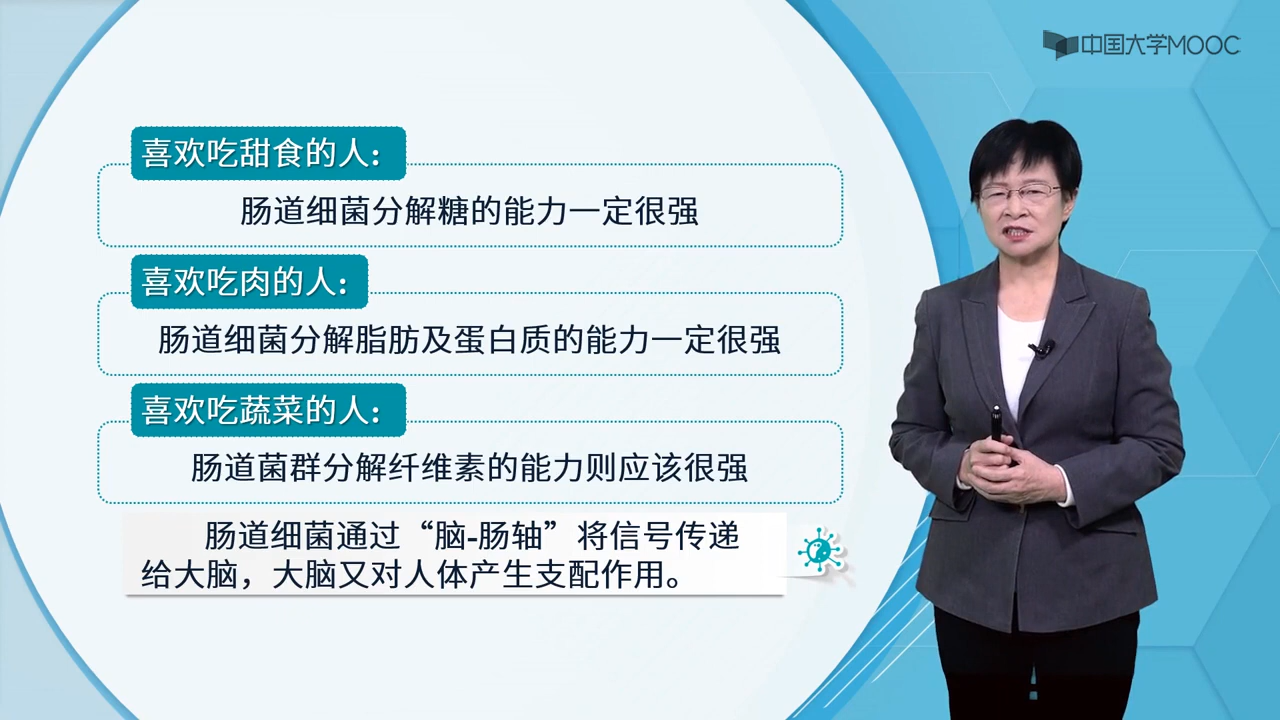 中国大学MOOC
喜欢吃甜食的人:
肠道细菌分解糖的能力一定很强
喜欢吃肉的人:
肠道细菌分解脂肪及蛋白质的能力一定很强
喜欢吃蔬菜的人:
肠道菌群分解纤维素的能力则应该很强
肠道细菌通过“脑-肠轴”将信号传递
给大脑，大脑又对人体产生支配作用。